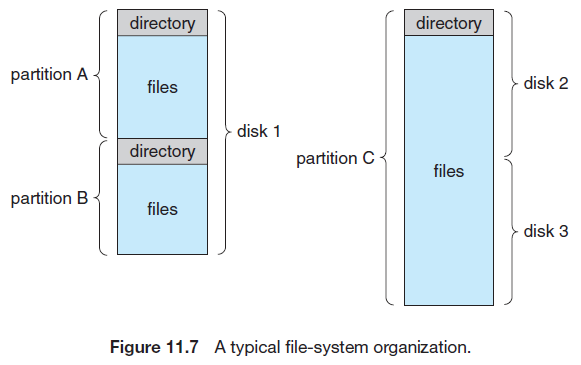 directory
partition A
files
disk 1
directory
partition B
files
directory
disk 2
partition C
files
disk 3
Figure 11.7 A typical file-system organization.